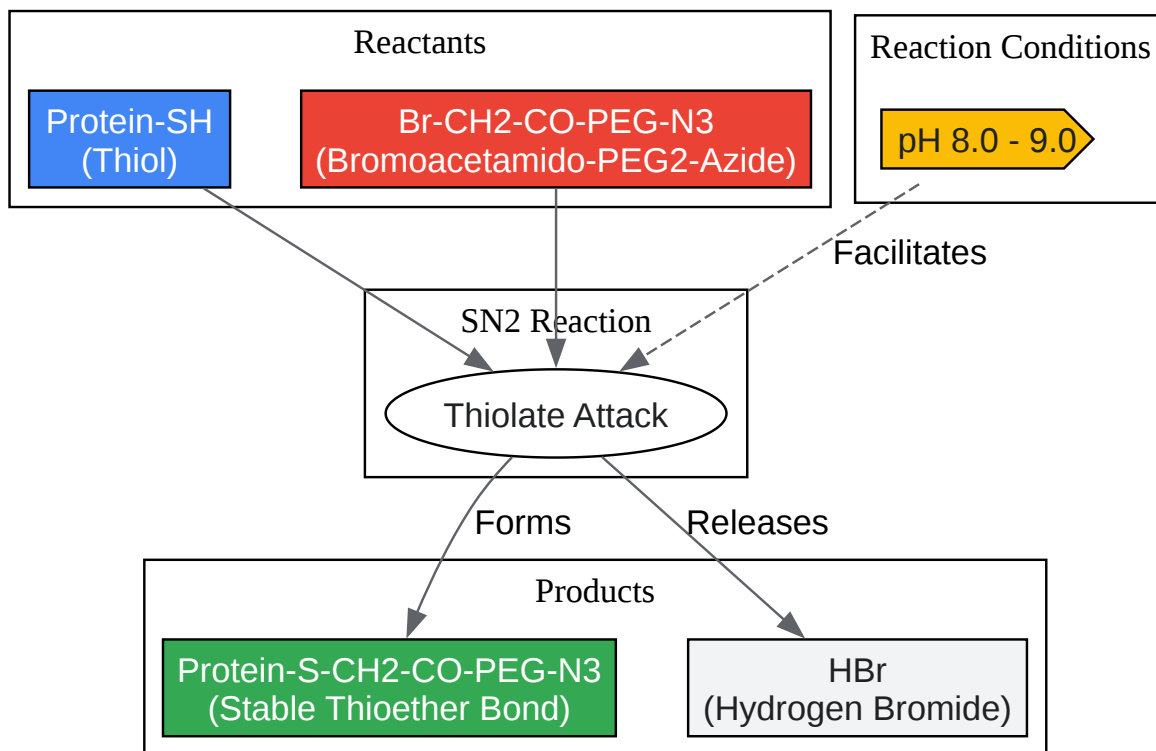 Reactants
Reaction Conditions
Protein-SH
(Thiol)
Br-CH2-CO-PEG-N3
(Bromoacetamido-PEG2-Azide)
pH 8.0 - 9.0
Facilitates
SN2 Reaction
Thiolate Attack
Forms
Releases
Products
Protein-S-CH2-CO-PEG-N3
(Stable Thioether Bond)
HBr
(Hydrogen Bromide)